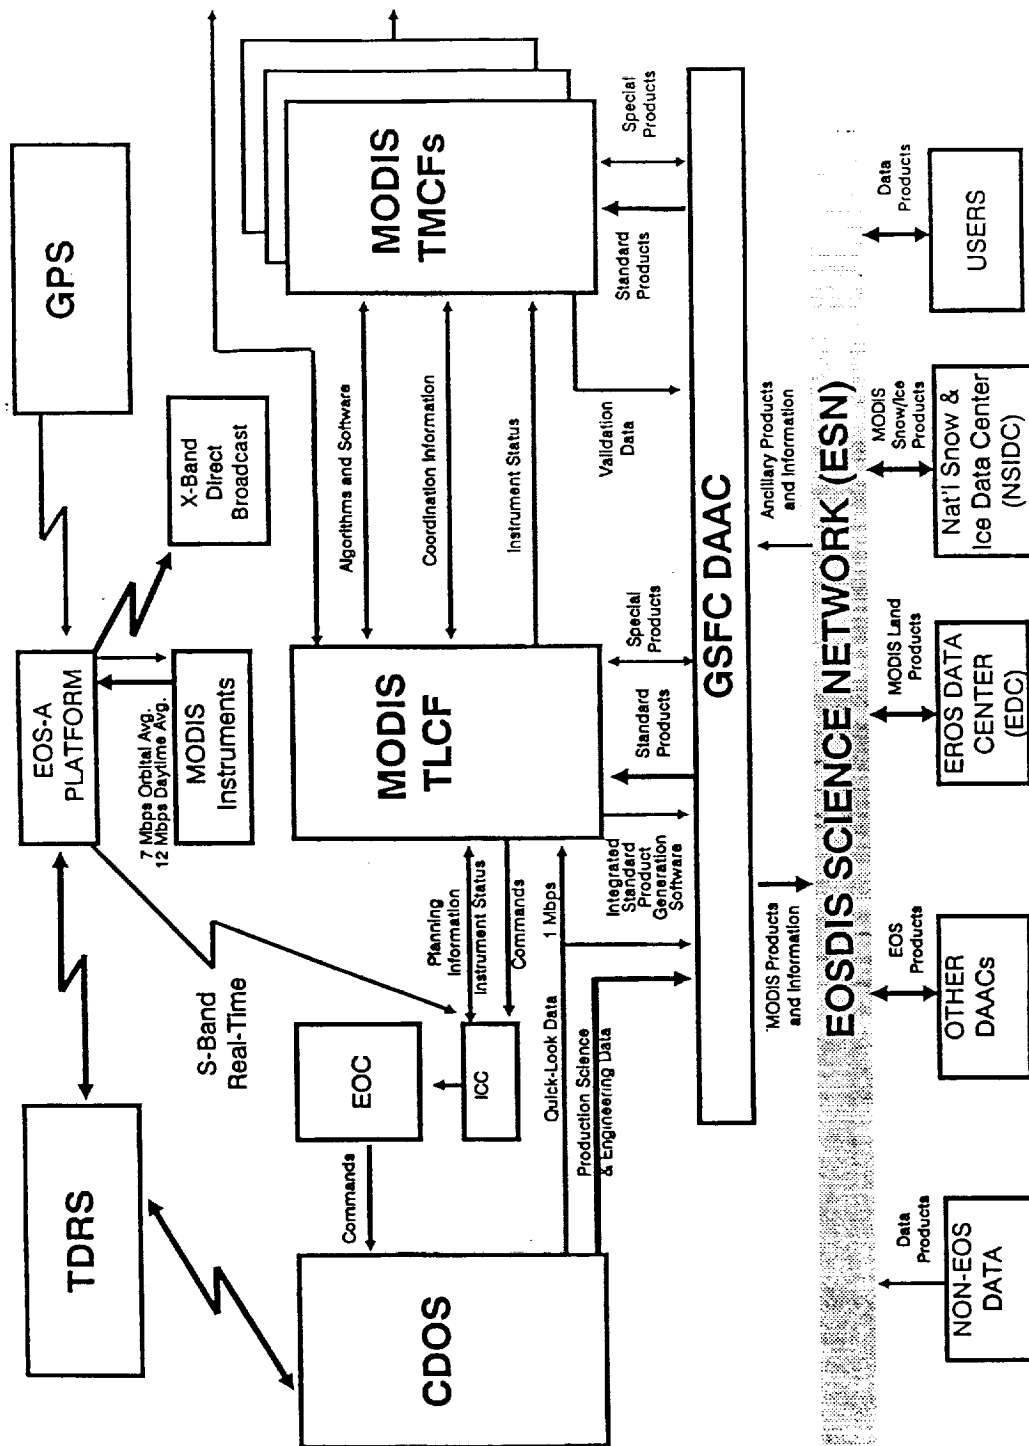 TDRS
EOS-A
PLATFORM
GPS
7 Mbps Orbital Avg.
12 Mbps Daytime Avg.
MODIS
Instruments
X-Band
Direct
Broadcast
S-Band
Real-Time
CDOS
Commands
EOC
ICC
Planning
Information
Instrument Status
Commands
Quick-Look Data
1 Mbps
Production Science
& Engineering Data
MODIS
TLCF
Algorithms and Software
Coordination Information
Instrument Status
MODIS
TMCFs
Integrated
Standard
Product
Generation
Software
Standard
Products
Special
Products
Validation
Data
Standard
Products
Special
Products
GSFC DAAC
MODIS Products
and Information
Ancillary Products
and Information
EOSDIS SCIENCE NETWORK (ESN)
Data
Products
EOS
Products
MODIS Land
Products
MODIS
Snow/Ice
Products
Data
Products
NON-EOS
DATA
OTHER
DAACs
EROS DATA
CENTER
(EDC)
Nat'l Snow &
Ice Data Center
(NSIDC)
USERS